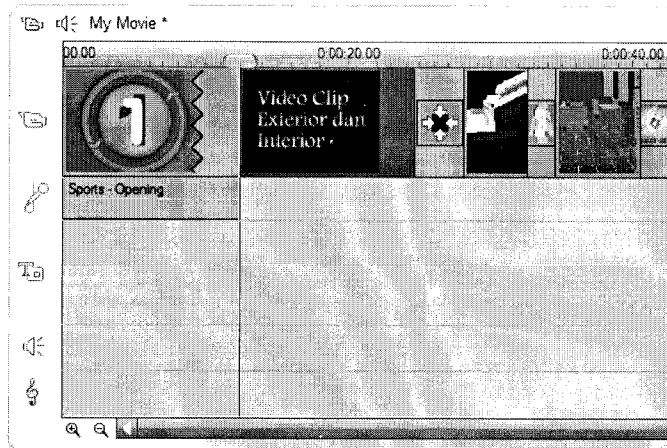 My Movie *
00.00 0:00:20.00 0:00:40.00
1
Video Clip
Exterior dan
Interior
Sports - Opening
T